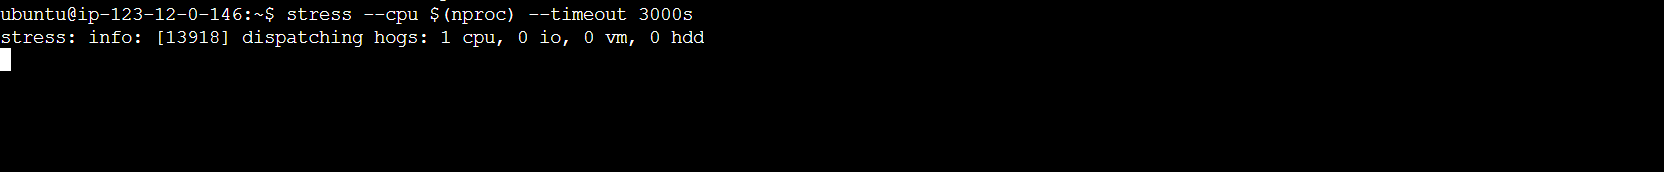 ubuntu@ip-123-12-0-146:~$ stress --cpu $(nproc) --timeout 3000s
stress: info: [13918] dispatching hogs: 1 cpu, 0 io, 0 vm, 0 hdd